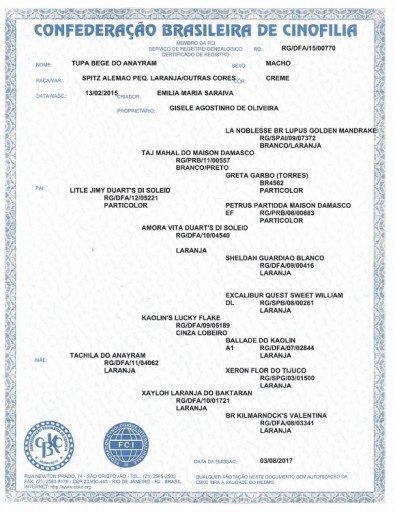 CONFEDERAÇÃO BRASILEIRA DE CINOFILIA
MEMBRO DA FCI
SERVIÇO DE REGISTRO GENEALÓGICO
CERTIFICADO DE REGISTRO
RG: RG/DFA/15/00770
NOME: TUPA BEGE DO ANAYRAM SEXO: MACHO
RAÇA/VAR.: SPITZ ALEMAO PEQ. LARANJA/OUTRAS CORES COR: CREME
DATA NASC.: 13/02/2015 CRIADOR: EMILIA MARIA SARAIVA
PROPRIETÁRIO: GISELE AGOSTINHO DE OLIVEIRA
LA NOBLESSE BR LUPUS GOLDEN MANDRAKE
RG/SPA/09/07372
BRANCO/LARANJA
TAJ MAHAL DO MAISON DAMASCO
RG/PRB/11/00557
BRANCO/PRETO
GRETA GARBO (TORRES)
BR4562
PARTICOLOR
PAI: LITLE JIMY DUART'S DI SOLEID
RG/DFA/12/05221
PARTICOLOR
PETRUS PARTIDDA MAISON DAMASCO
EF RG/PRB/08/00883
PARTICOLOR
AMORA VITA DUART'S DI SOLEID
RG/DFA/10/04540
LARANJA
SHELDAH GUARDIAO BLANCO
RG/DFA/09/00416
LARANJA
EXCALIBUR QUEST SWEET WILLIAM
DL RG/SPB/08/00261
LARANJA
KAOLIN'S LUCKY FLAKE
RG/DFA/09/05189
CINZA LOBEIRO
BALLADE DO KAOLIN
A1 RG/DFA/07/02844
LARANJA
MÃE: TACHILA DO ANAYRAM
RG/DFA/11/04062
LARANJA
XERON FLOR DO TIJUCO
RG/SPG/03/01500
LARANJA
XAYLOH LARANJA DO BAKTARAN
RG/DFA/10/01721
LARANJA
BR KILMARNOCK'S VALENTINA
RG/DFA/08/03341
LARANJA
CBKC
FCI
DATA DA EMISSÃO: 03/08/2017
RUA NEWTON PRADO, 74 - SÃO CRISTÓVÃO - TEL.: (21)
CEP 20.930-445 - RIO DE JANEIRO - RJ - BRASIL
INTERNET: http://www.cbkc.org
QUALQUER ANOTAÇÃO NESTE DOCUMENTO SEM AUTORIZAÇÃO DA
CBKC TIRA A VALIDADE DO MESMO